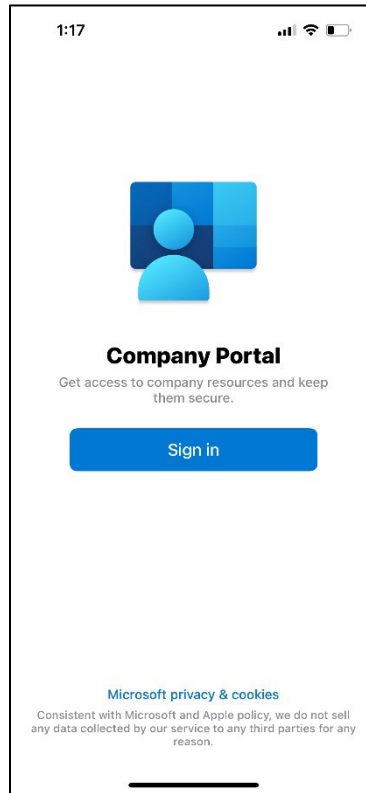 1:17
Company Portal
Get access to company resources and keep
them secure.
Sign in
Microsoft privacy & cookies
Consistent with Microsoft and Apple policy, we do not sell
any data collected by our service to any third parties for any
reason.